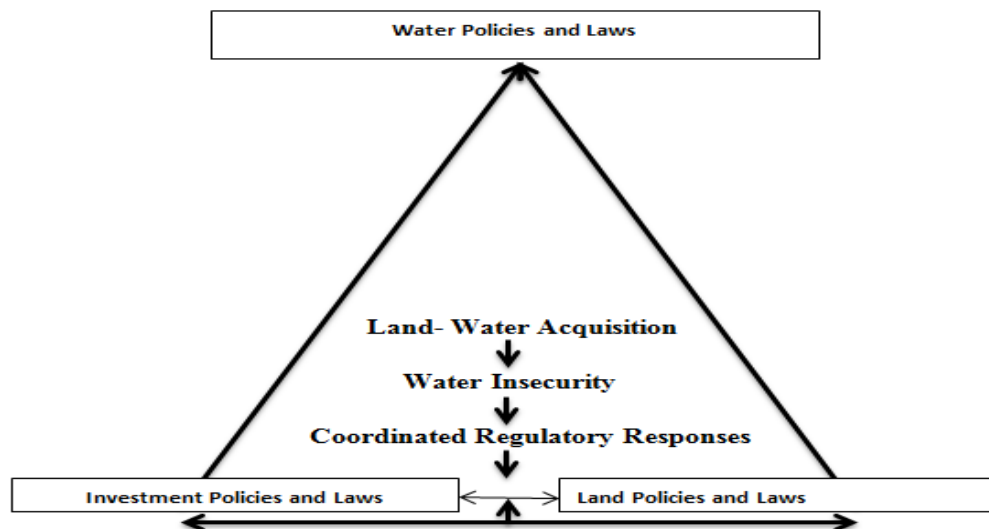 Water Policies and Laws
Land- Water Acquisition
Water Insecurity
Coordinated Regulatory Responses
Investment Policies and Laws
Land Policies and Laws